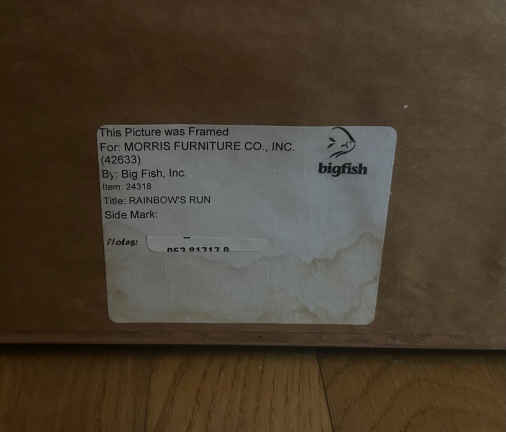 This Picture was Framed
For: MORRIS FURNITURE CO., INC.
(42633)
By: Big Fish, Inc.
Item: 24318
Title: RAINBOW'S RUN
Side Mark:
Notes:
bigfish